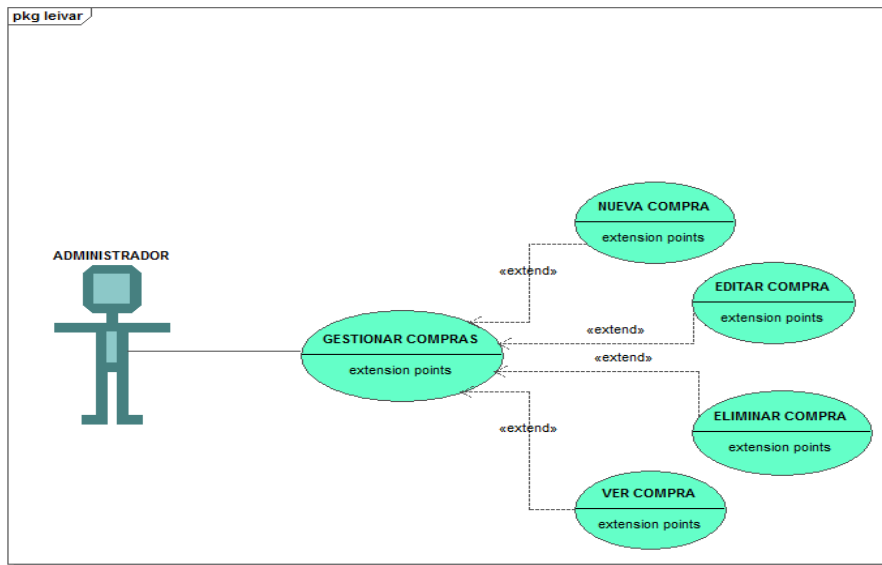 pkg leivar
ADMINISTRADOR
GESTIONAR COMPRAS
extension points
«extend»
NUEVA COMPRA
extension points
«extend»
EDITAR COMPRA
extension points
«extend»
ELIMINAR COMPRA
extension points
«extend»
VER COMPRA
extension points